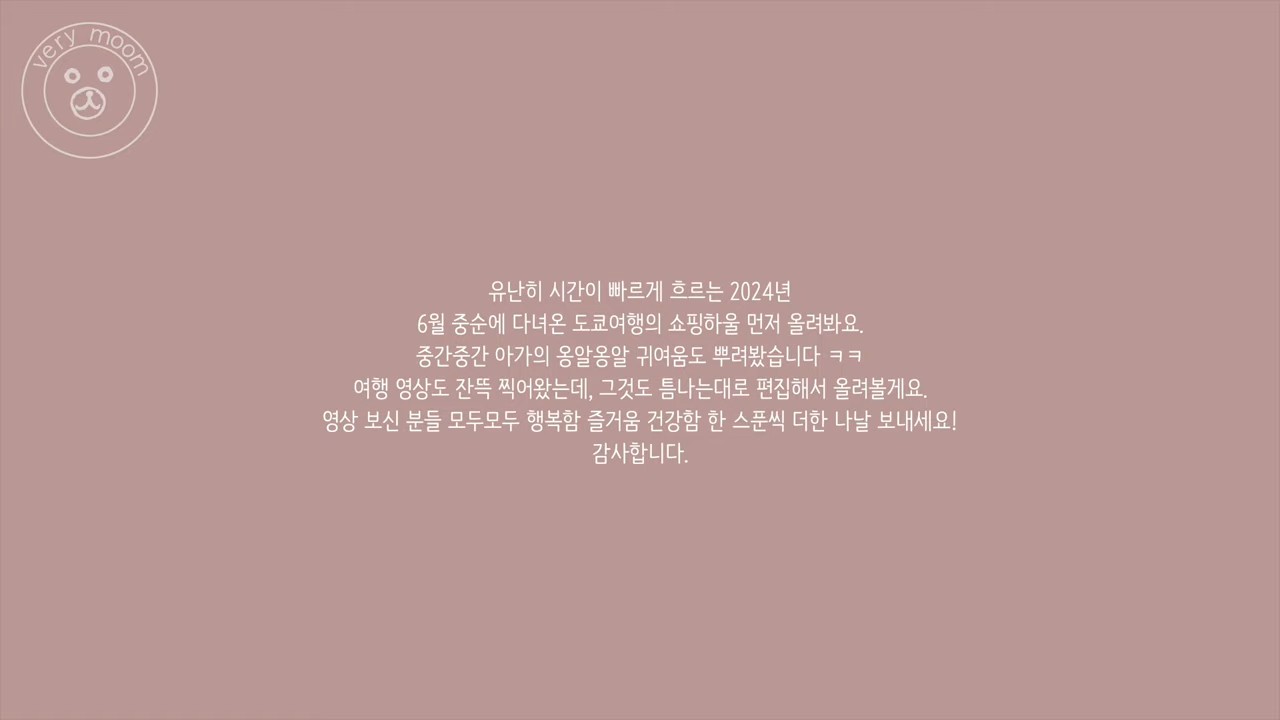 very moom
유난히 시간이 빠르게 흐르는 2024년
6월 중순에 다녀온 도쿄여행의 쇼핑하울 먼저 올려봐요.
중간중간 아가의 옹알옹알 귀여움도 뿌려봤습니다 ㅋㅋ
여행 영상도 잔뜩 찍어왔는데, 그것도 틈나는대로 편집해서 올려볼게요.
영상 보신 분들 모두모두 행복함 즐거움 건강함 한 스푼씩 더한 나날 보내세요!
감사합니다.